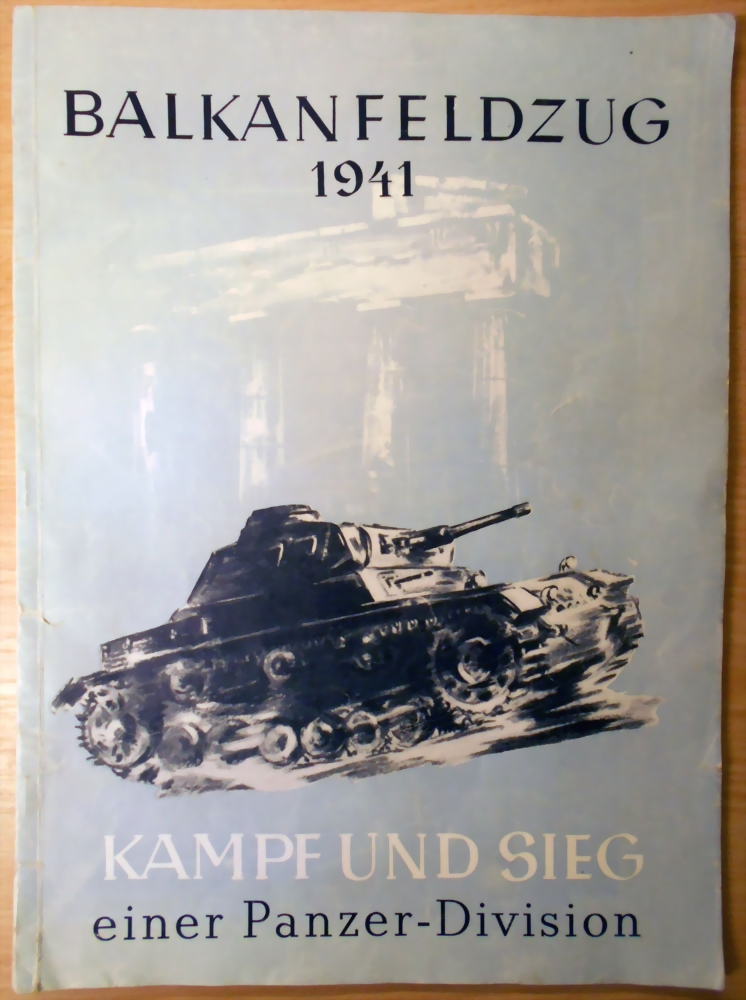 BALKANFELDZUG
1941
KAMPF UND SIEG
einer Panzer-Division